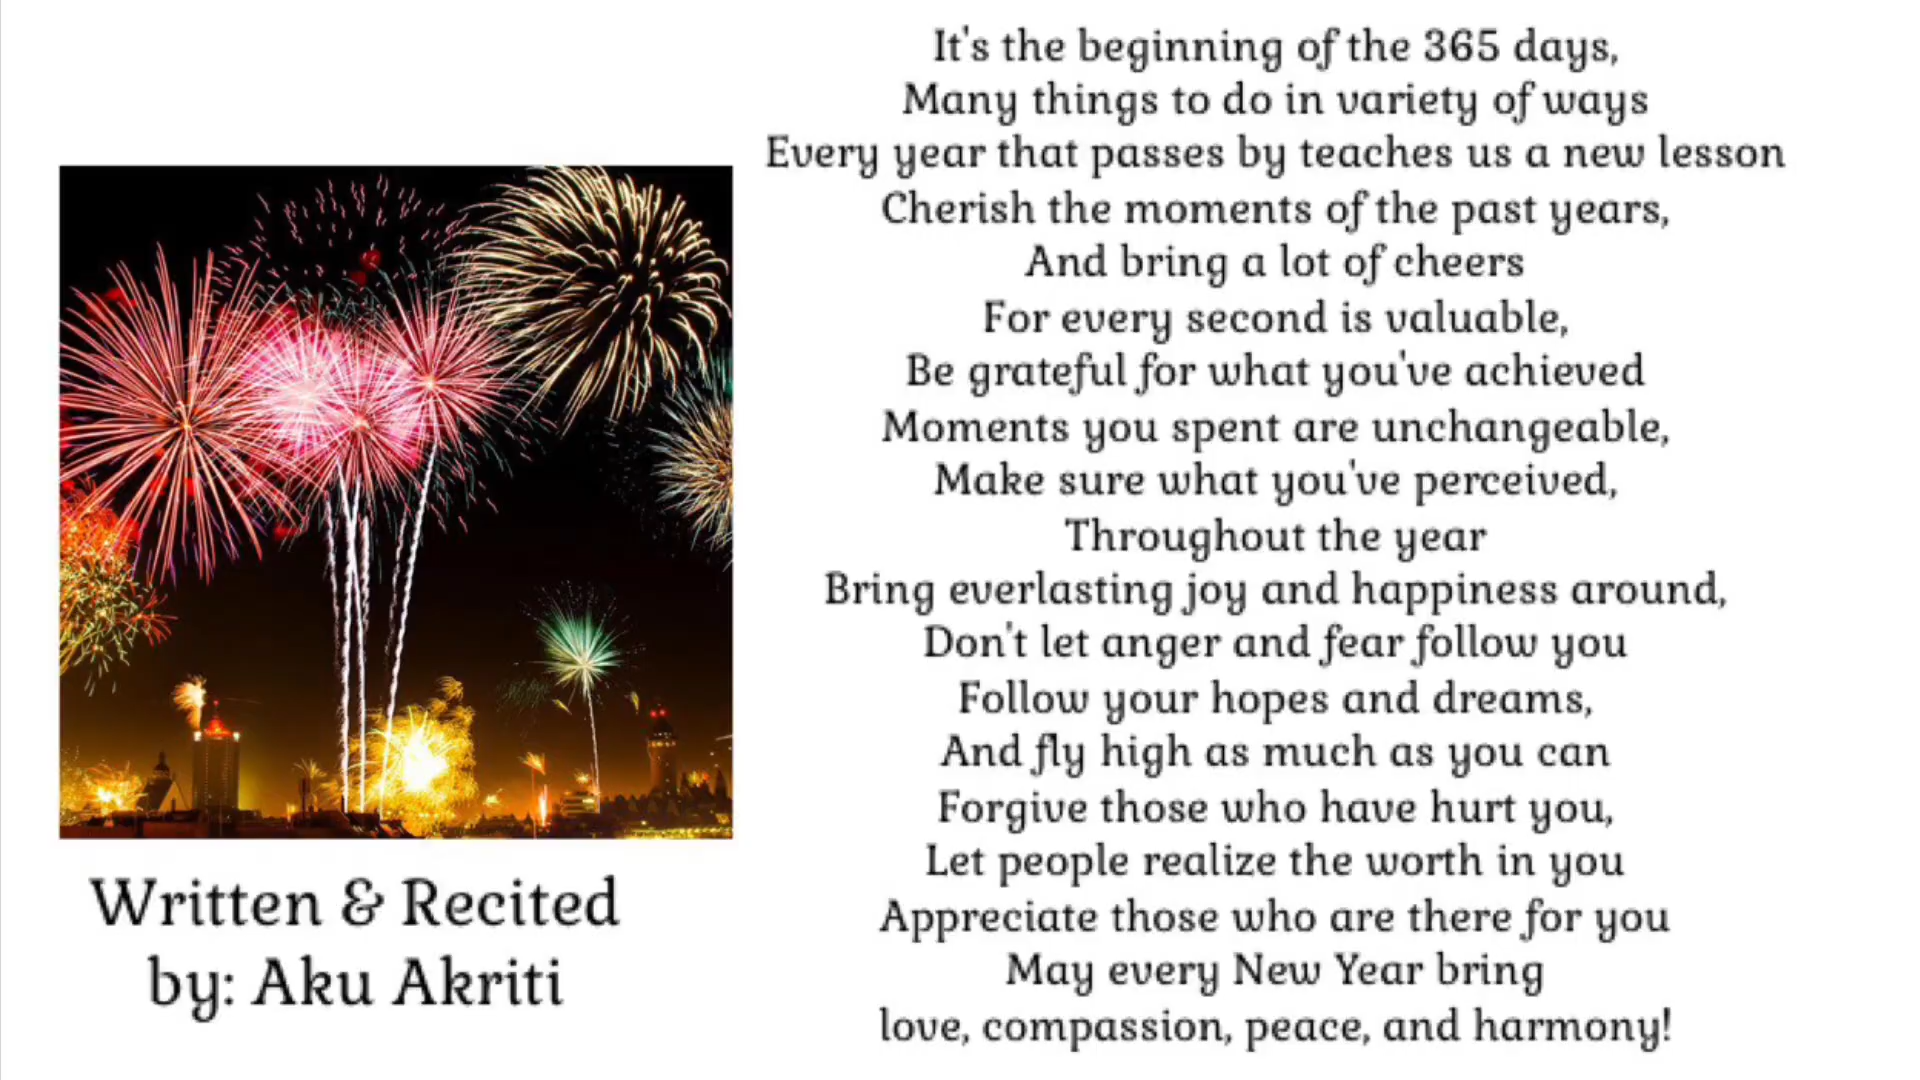 It's the beginning of the 365 days,
Many things to do in variety of ways
Every year that passes by teaches us a new lesson
Cherish the moments of the past years,
And bring a lot of cheers
For every second is valuable,
Be grateful for what you've achieved
Moments you spent are unchangeable,
Make sure what you've perceived,
Throughout the year
Bring everlasting joy and happiness around,
Don't let anger and fear follow you
Follow your hopes and dreams,
And fly high as much as you can
Forgive those who have hurt you,
Let people realize the worth in you
Appreciate those who are there for you
May every New Year bring
love, compassion, peace, and harmony!
Written & Recited
by: Aku Akriti